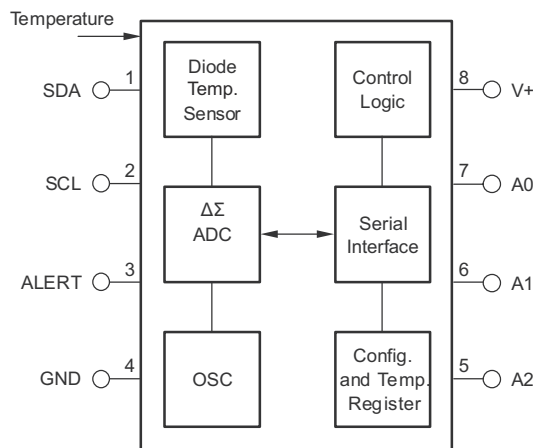 Temperature
SDA
1
Diode
Temp.
Sensor
Control
Logic
8
V+
SCL
2
ΔΣ
ADC
Serial
Interface
7
A0
ALERT
3
6
A1
GND
4
OSC
Config.
and Temp.
Register
5
A2